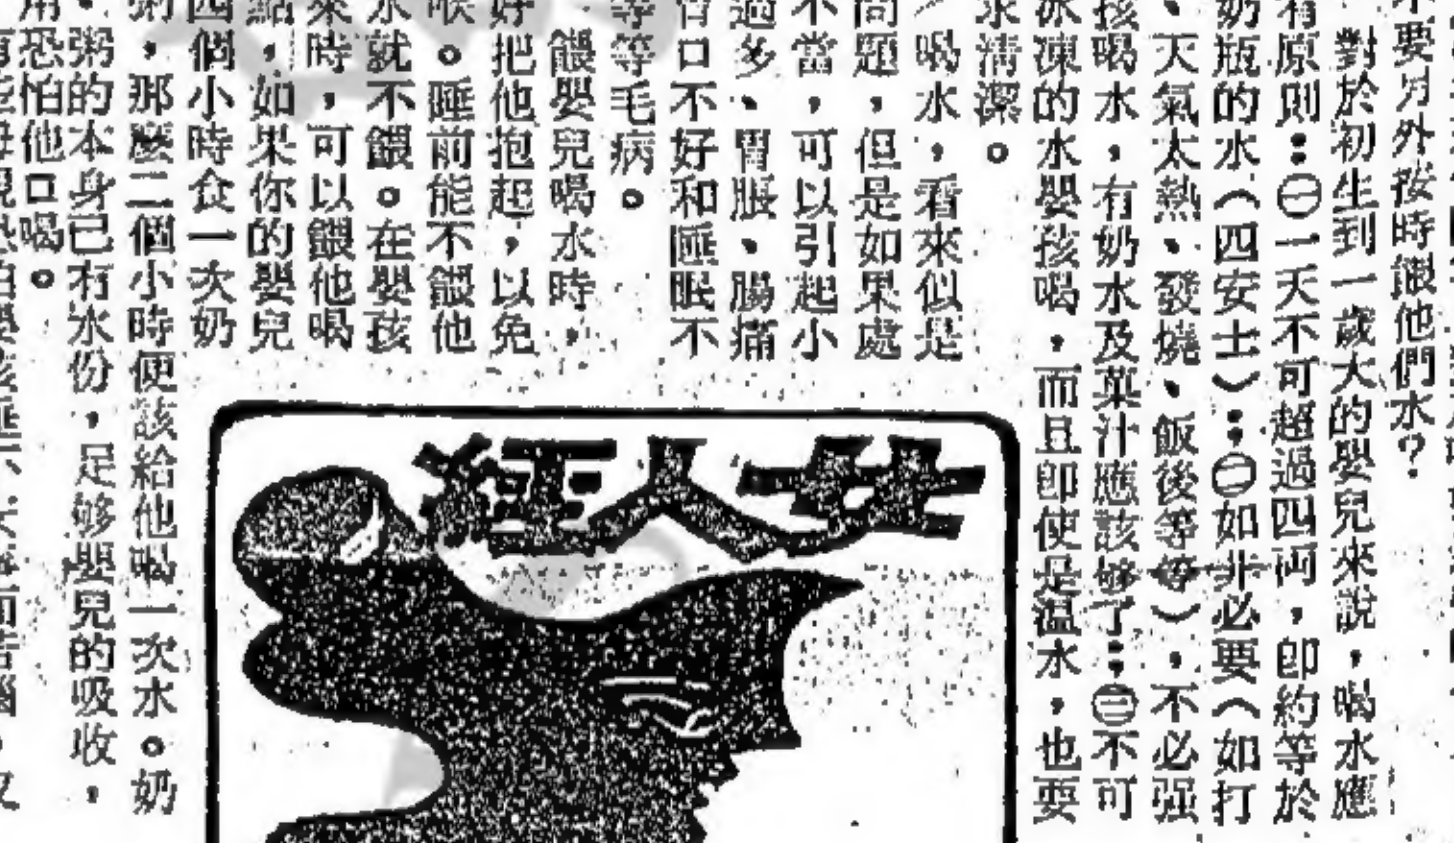 不要另外按時餵他們水？
對於初生到一歲大的嬰兒來說，喝水應
有原則：㊀一天不可超過四両，即約等於
奶瓶的水（四安士）；㊁如非必要（如打
、天氣太熱、發燒、飯後等等），不必强
孩喝水，有奶水及菓汁應該够了；㊂不可
冰凍的水嬰孩喝，而且卽使是温水，也要
求清潔。
喝水，看來似是
問題，但是如果處
不當，可以引起小
過多、胃脹、腸痛
胃口不好和睡眠不
等等毛病。
餵嬰兒喝水時，
好把他抱起，以免
喉。睡前能不餵他
水就不餵。在嬰孩
來時，可以餵他喝
點，如果你的嬰兒
四個小時食一次奶
粥，那麼二個小時便該給他喝一次水。奶
粥的本身已有水份，足够嬰兒的吸收，
恐怕他口喝。